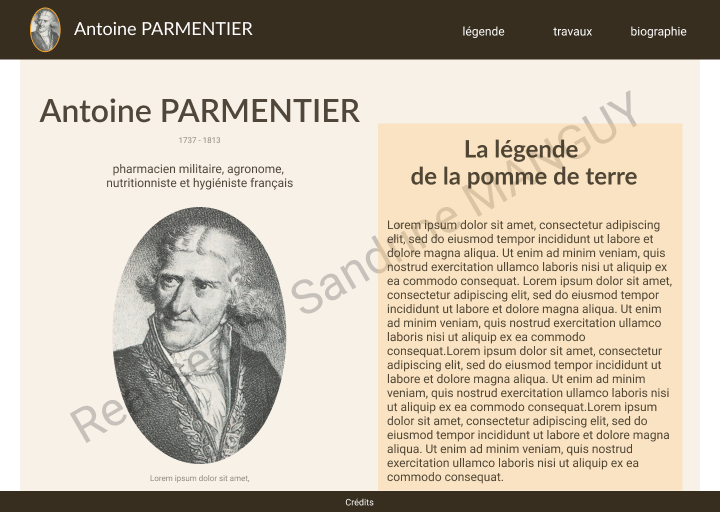 Antoine PARMENTIER
légende
travaux
biographie
Antoine PARMENTIER
1737 - 1813
pharmacien militaire, agronome,
nutritionniste et hygiéniste français
Lorem ipsum dolor sit amet,
La légende
de la pomme de terre
Lorem ipsum dolor sit amet, consectetur adipiscing
elit, sed do eiusmod tempor incididunt ut labore et
dolore magna aliqua. Ut enim ad minim veniam, quis
nostrud exercitation ullamco laboris nisi ut aliquip ex
ea commodo consequat. Lorem ipsum dolor sit amet,
consectetur adipiscing elit, sed do eiusmod tempor
incididunt ut labore et dolore magna aliqua. Ut enim
ad minim veniam, quis nostrud exercitation ullamco
laboris nisi ut aliquip ex ea commodo
consequat.Lorem ipsum dolor sit amet, consectetur
adipiscing elit, sed do eiusmod tempor incididunt ut
labore et dolore magna aliqua. Ut enim ad minim
veniam, quis nostrud exercitation ullamco laboris nisi
ut aliquip ex ea commodo consequat.Lorem ipsum
dolor sit amet, consectetur adipiscing elit, sed do
eiusmod tempor incididunt ut labore et dolore magna
aliqua. Ut enim ad minim veniam, quis nostrud
exercitation ullamco laboris nisi ut aliquip ex ea
commodo consequat.
Sandrine MANGUY
Crédits